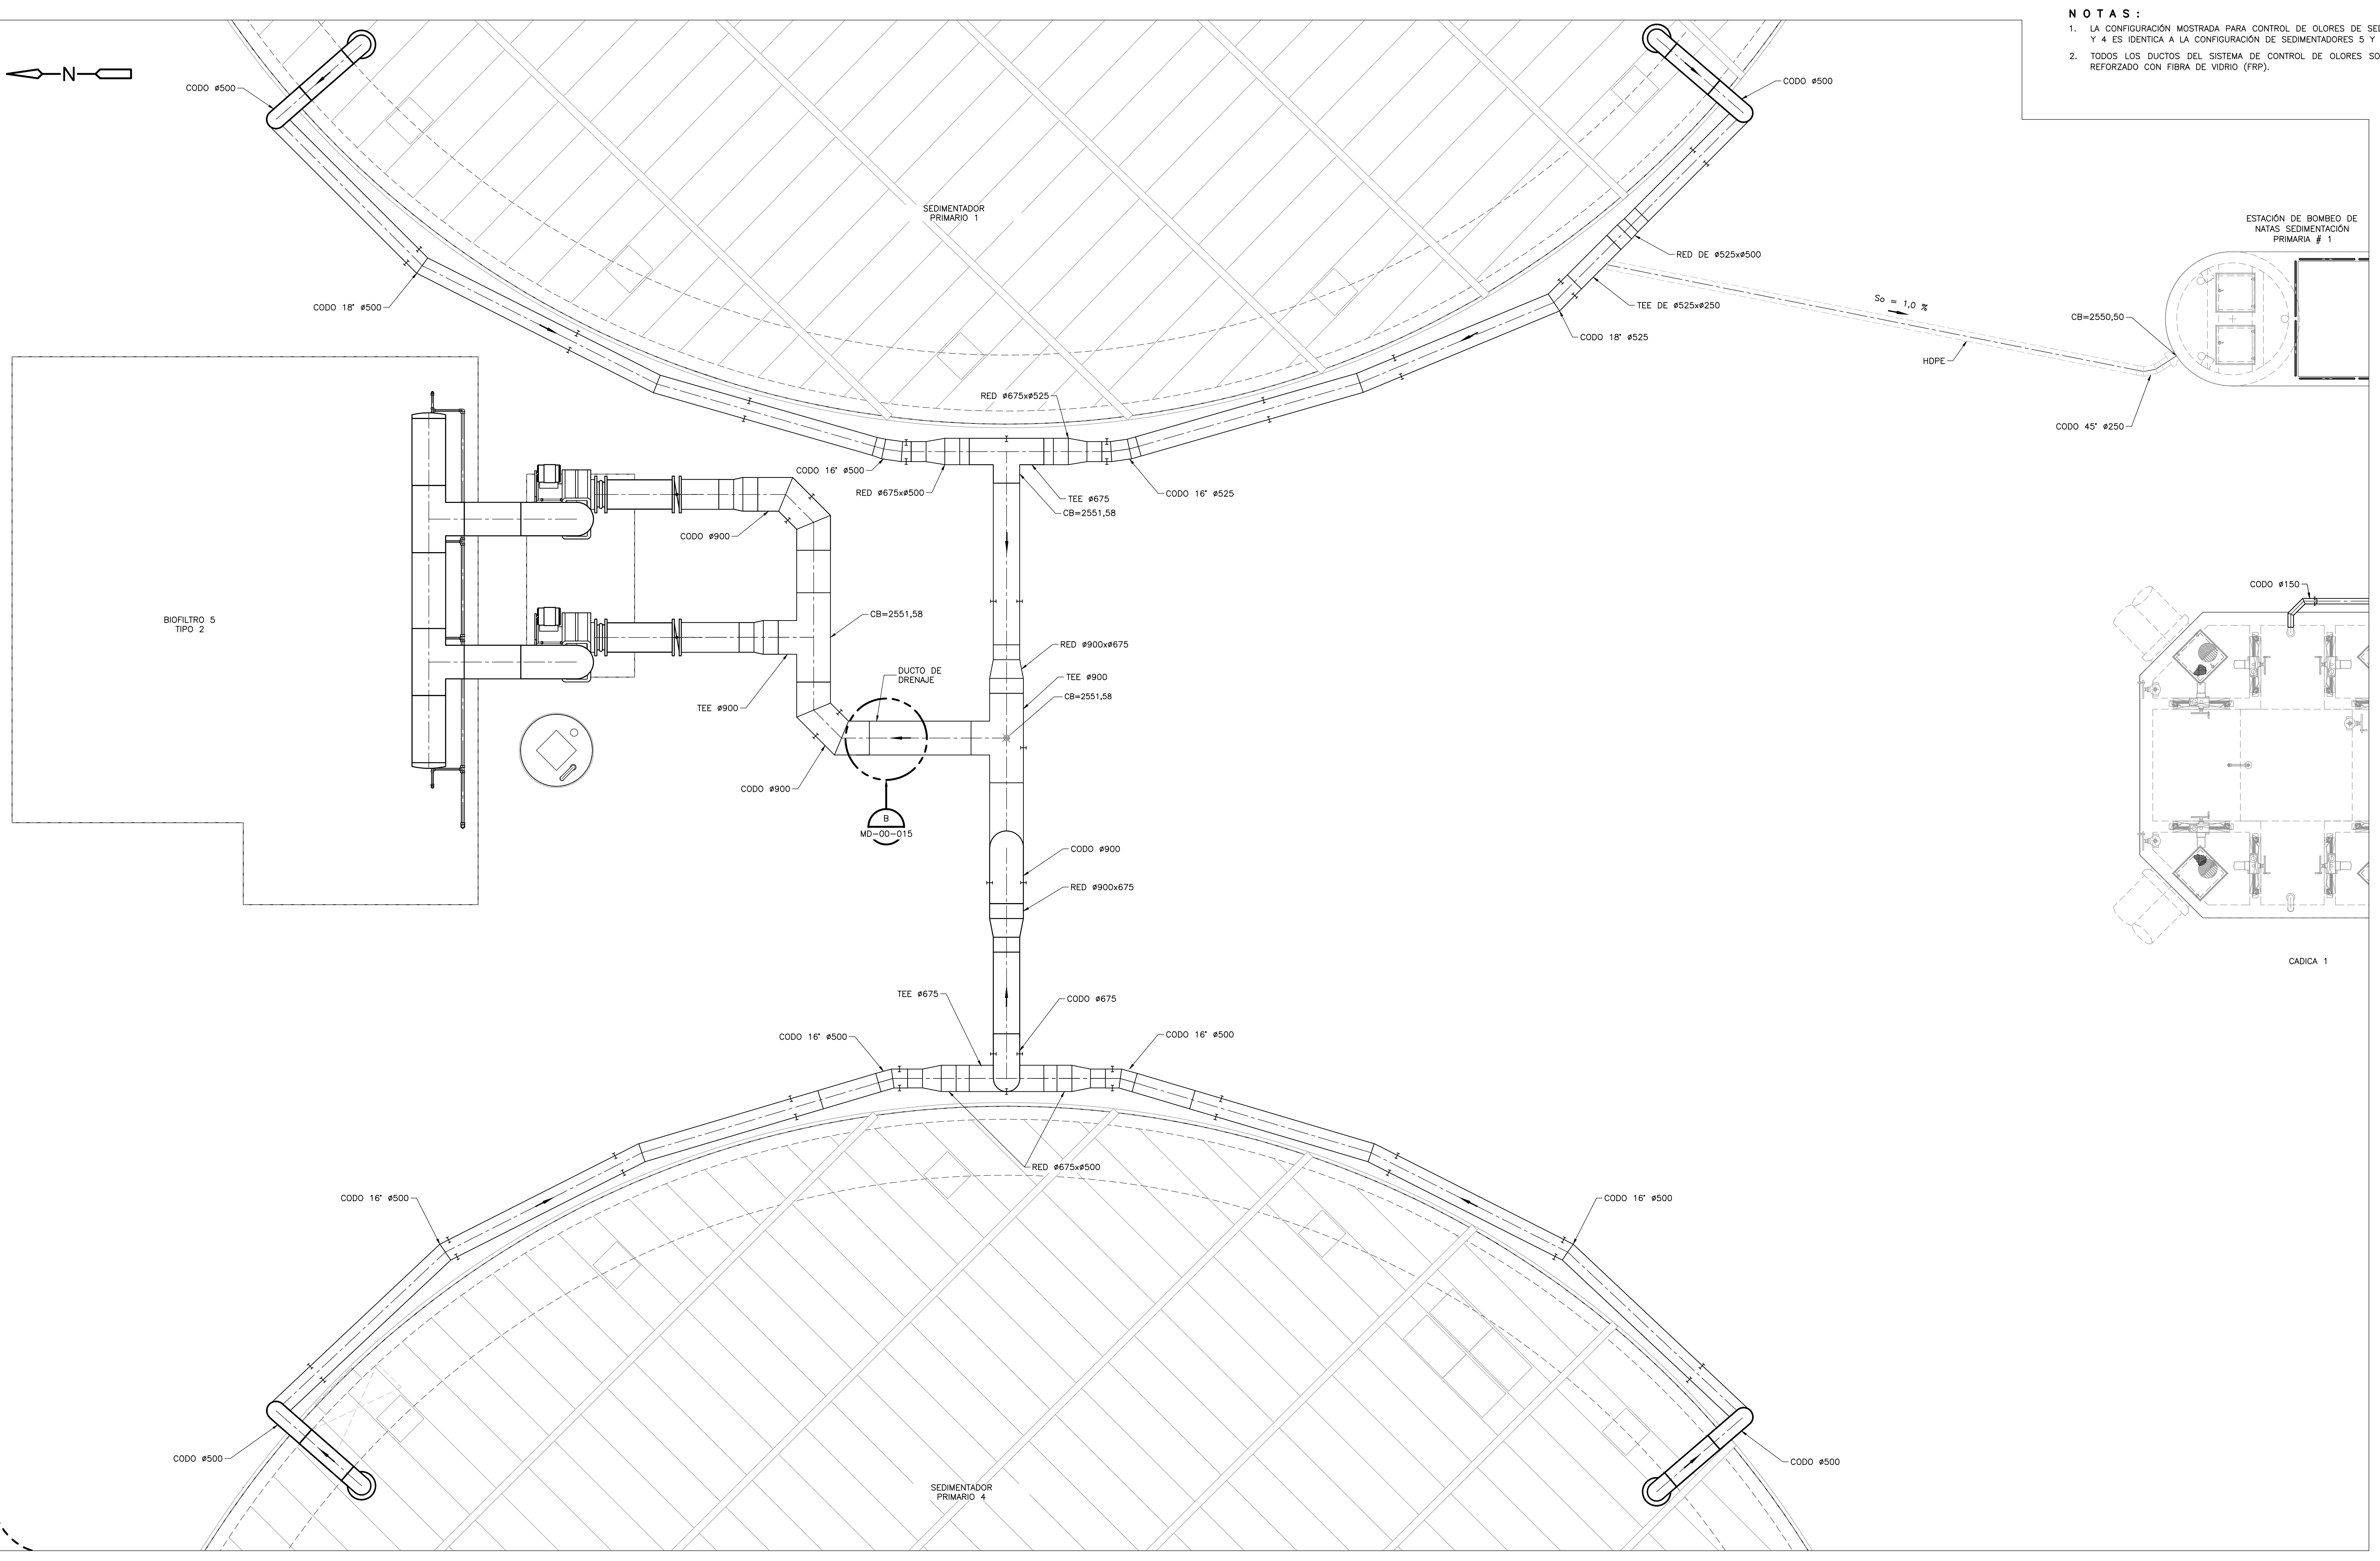 NOTAS:
1. LA CONFIGURACIÓN MOSTRADA PARA CONTROL DE OLORES DE
Y 4 ES IDENTICA A LA CONFIGURACIÓN DE SEDIMENTADORES 5 Y
2. TODOS LOS DUCTOS DEL SISTEMA DE CONTROL DE OLORES
REFORZADO CON FIBRA DE VIDRIO (FRP).
N
CODO ø500
CODO ø500
SEDIMENTADOR
PRIMARIO 1
ESTACIÓN DE BOMBEO DE
NATAS SEDIMENTACIÓN
PRIMARIA # 1
RED DE ø525xø500
CODO 18° ø500
TEE DE ø525xø250
So = 1,0 %
CB=2550,50
CODO 18° ø525
HDPE
RED ø675xø525
CODO 45° ø250
CODO 16° ø500
RED ø675xø500
TEE ø675
CODO 16° ø525
CB=2551,58
CODO ø900
CODO ø150
BIOFILTRO 5
TIPO 2
CB=2551,58
RED ø900xø675
DUCTO DE
DRENAJE
TEE ø900
CB=2551,58
TEE ø900
CODO ø900
B
MD-00-015
CODO ø900
RED ø900x675
CADICA 1
TEE ø675
CODO ø675
CODO 16° ø500
CODO 16° ø500
RED ø675xø500
CODO 16° ø500
CODO 16° ø500
CODO ø500
CODO ø500
SEDIMENTADOR
PRIMARIO 4